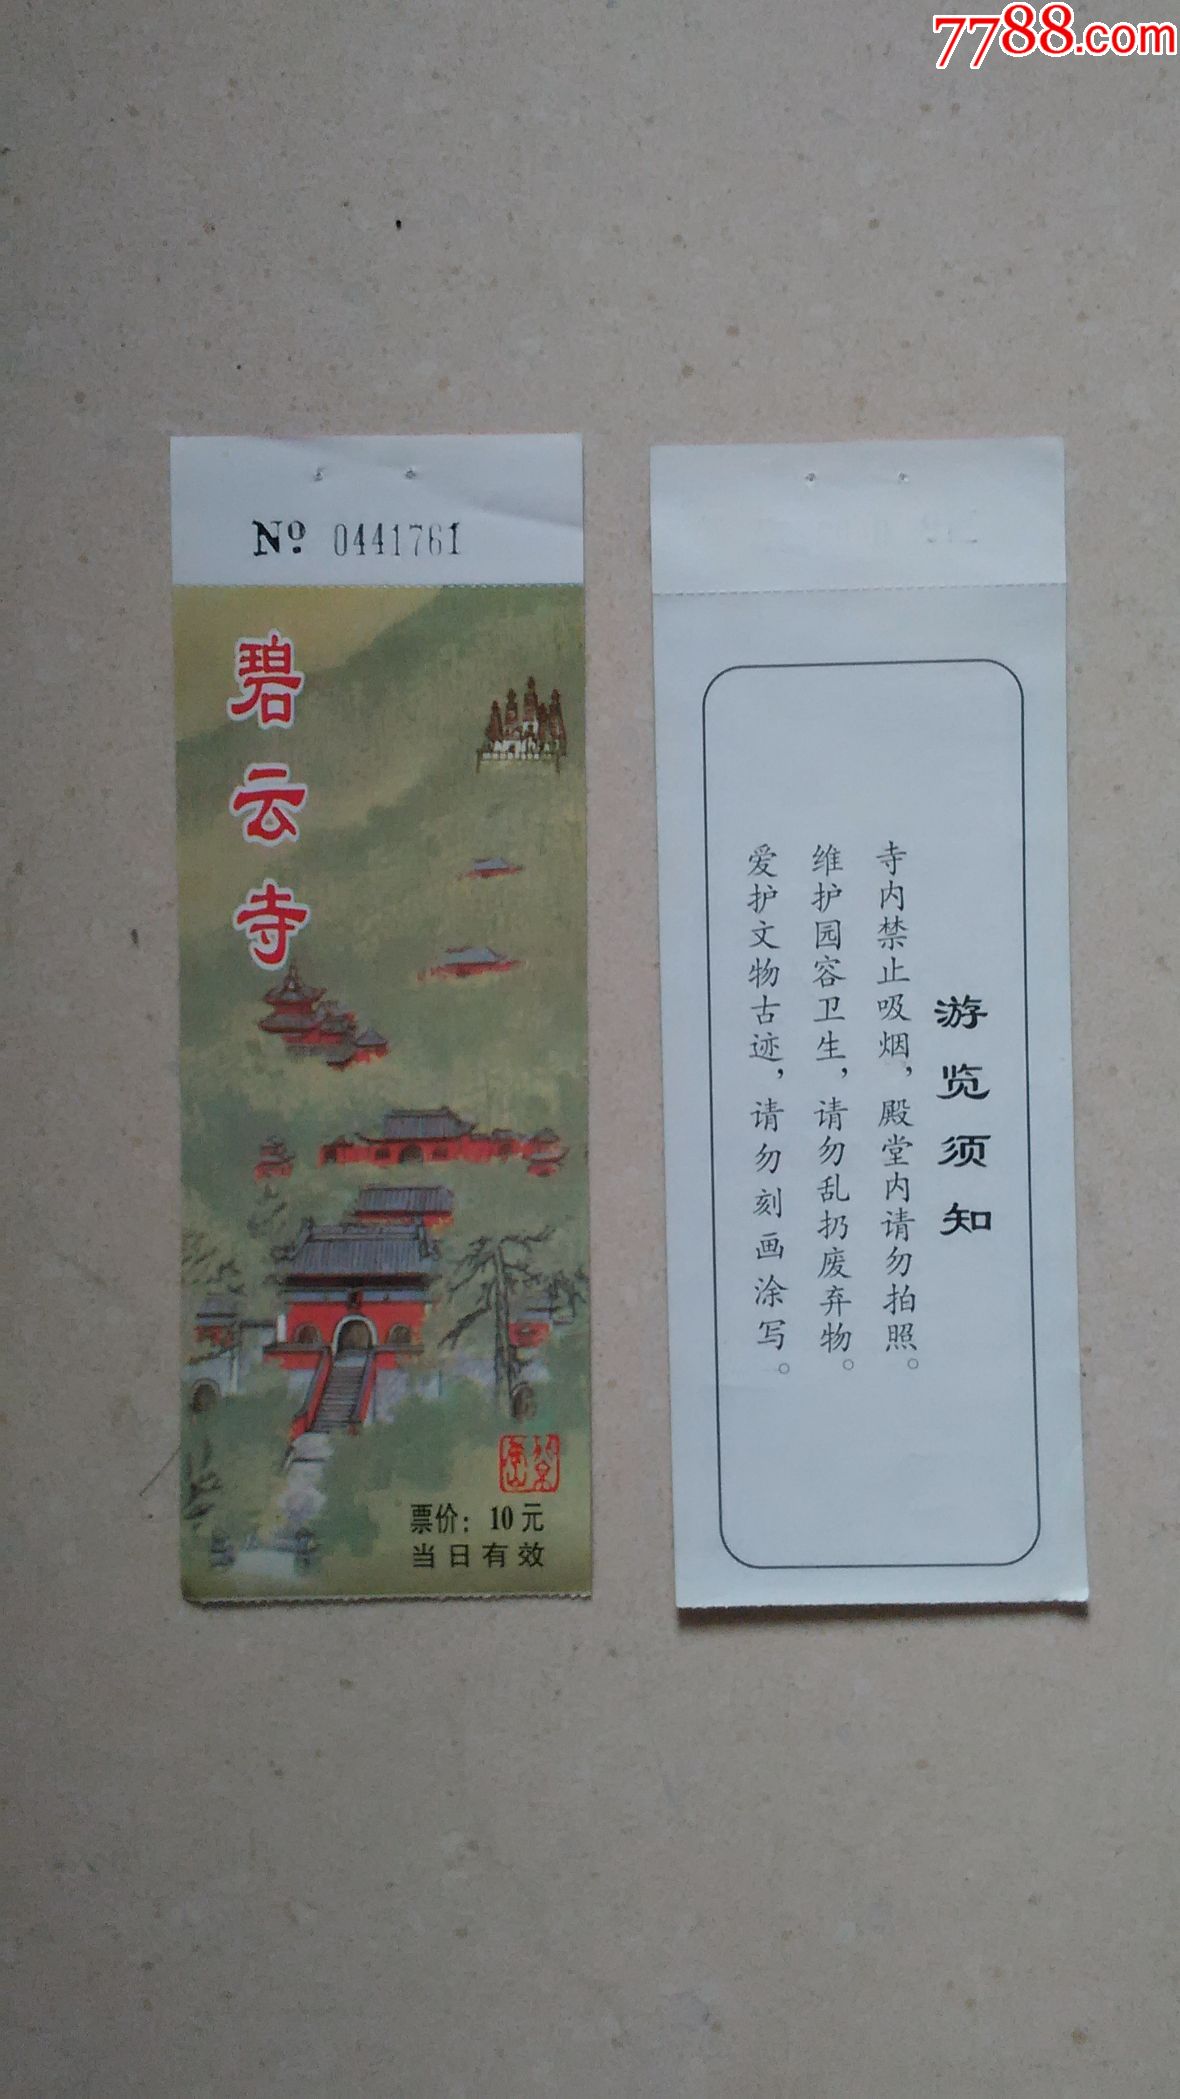 7788.com
No. 0441761
碧云寺
票价：10元
当日有效
游览须知
寺内禁止吸烟，殿堂内请勿拍照。
维护园容卫生，请勿乱扔废弃物。
爱护文物古迹，请勿刻画涂写。